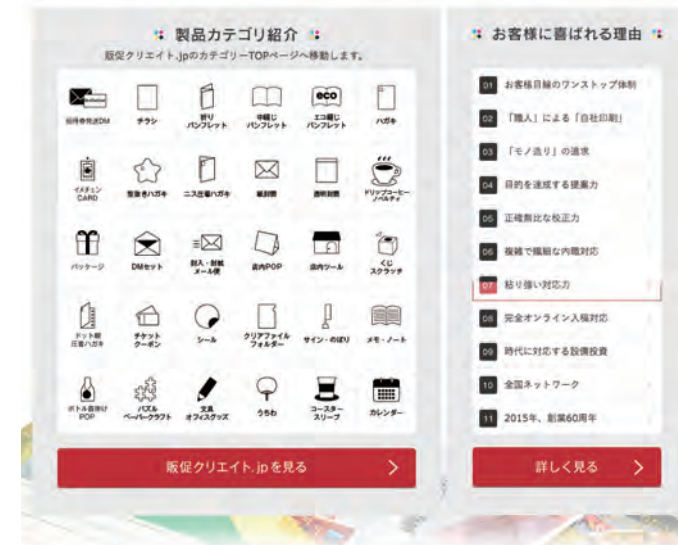 製品カテゴリ紹介
販促クリエイト.jpのカテゴリーTOPページへ移動します。
招待券発送DM
チラシ
折り
パンフレット
中綴じ
パンフレット
eco
エコ綴じ
パンフレット
ハガキ
イメチェン
CARD
型抜きハガキ
ニス圧着ハガキ
紙封筒
透明封筒
ドリップコーヒー
ノベルティ
パッケージ
DMセット
封入・封緘
メール便
店内POP
店内ツール
くじ
スクラッチ
ドット綴
圧着ハガキ
チケット
クーポン
シール
クリアファイル
フォルダー
サイン・のぼり
メモ・ノート
ボトル首掛け
POP
パズル
ペーパークラフト
文具
オフィスグッズ
うちわ
コースター
スリーブ
カレンダー
販促クリエイト.jpを見る
お客様に喜ばれる理由
01 お客様目線のワンストップ体制
02 「職人」による「自社印刷」
03 「モノ造り」の追求
04 目的を達成する提案力
05 正確無比な校正力
06 複雑で繊細な内職対応
07 粘り強い対応力
08 完全オンライン入稿対応
09 時代に対応する設備投資
10 全国ネットワーク
11 2015年、創業60周年
詳しく見る